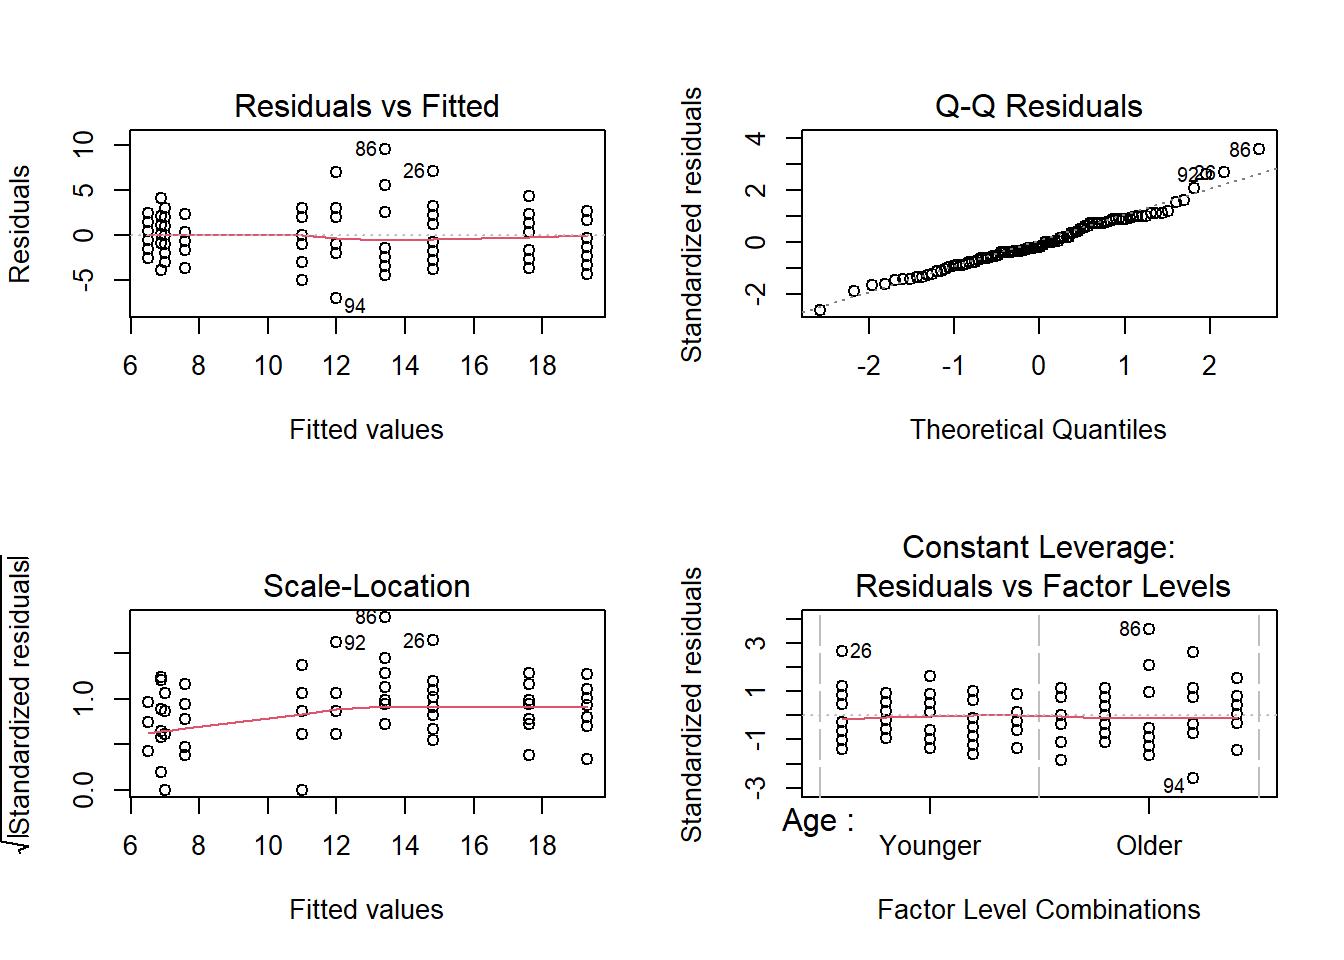 Residuals vs Fitted
Residuals
10
5
0
-5
86
26
94
6 8 10 12 14 16 18
Fitted values
Q-Q Residuals
Standardized residuals
4
2
0
-2
86
26
92
-2 -1 0 1 2
Theoretical Quantiles
Scale-Location
√|Standardized residuals|
1.0
0.0
86
92
26
6 8 10 12 14 16 18
Fitted values
Constant Leverage:
Residuals vs Factor Levels
Standardized residuals
3
1
-1
-3
26
86
94
Age :
Younger Older
Factor Level Combinations